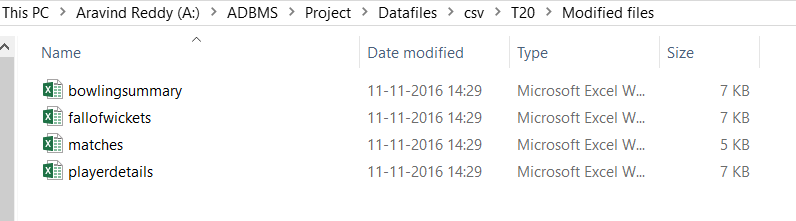 This PC > Aravind Reddy (A:) > ADBMS > Project > Datafiles > csv > T20 > Modified files
Name Date modified Type Size
bowlingsummary 11-11-2016 14:29 Microsoft Excel W... 7 KB
fallofwickets 11-11-2016 14:29 Microsoft Excel W... 7 KB
matches 11-11-2016 14:29 Microsoft Excel W... 5 KB
playerdetails 11-11-2016 14:29 Microsoft Excel W... 7 KB